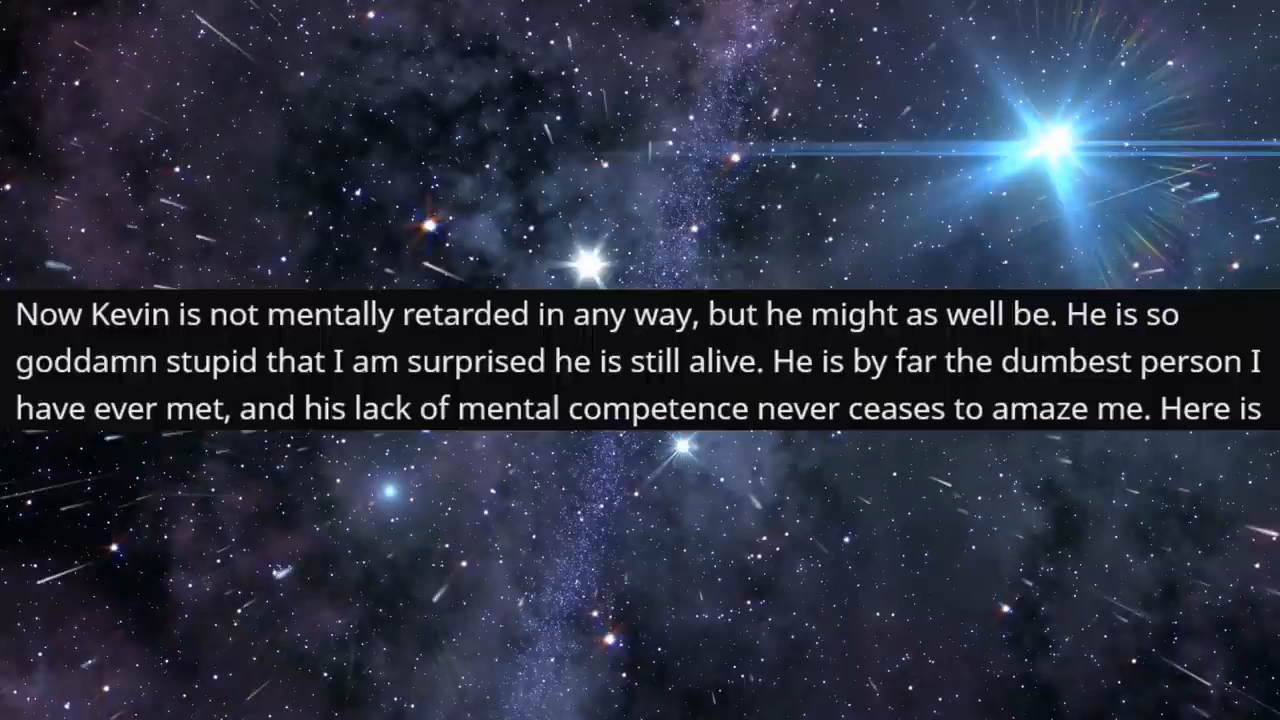 Now Kevin is not mentally retarded in any way, but he might as well be. He is so
goddamn stupid that I am surprised he is still alive. He is by far the dumbest person I
have ever met, and his lack of mental competence never ceases to amaze me. Here is